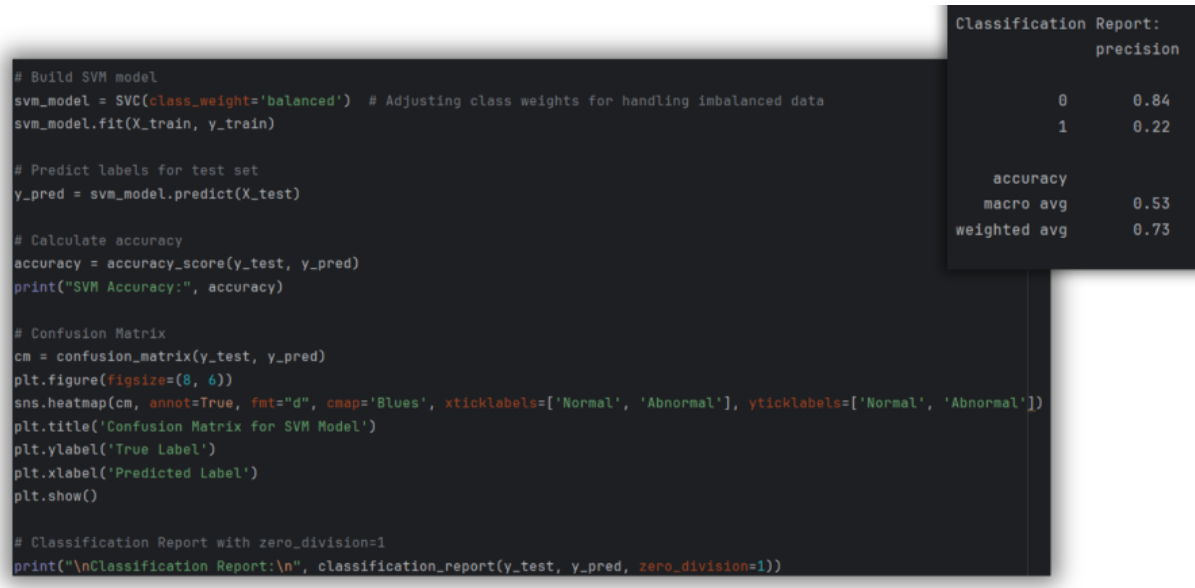 # Build SVM model
svm_model = SVC(class_weight='balanced')  # Adjusting class weights for handling imbalanced data
svm_model.fit(X_train, y_train)
# Predict labels for test set
y_pred = svm_model.predict(X_test)
# Calculate accuracy
accuracy = accuracy_score(y_test, y_pred)
print("SVM Accuracy:", accuracy)
# Confusion Matrix
cm = confusion_matrix(y_test, y_pred)
plt.figure(figsize=(8, 6))
sns.heatmap(cm, annot=True, fmt="d", cmap='Blues', xticklabels=['Normal', 'Abnormal'], yticklabels=['Normal', 'Abnormal'])
plt.title('Confusion Matrix for SVM Model')
plt.ylabel('True Label')
plt.xlabel('Predicted Label')
plt.show()
# Classification Report with zero_division=1
print("\nClassification Report:\n", classification_report(y_test, y_pred, zero_division=1))
Classification Report:
precision
0 0.84
1 0.22
accuracy
macro avg 0.53
weighted avg 0.73